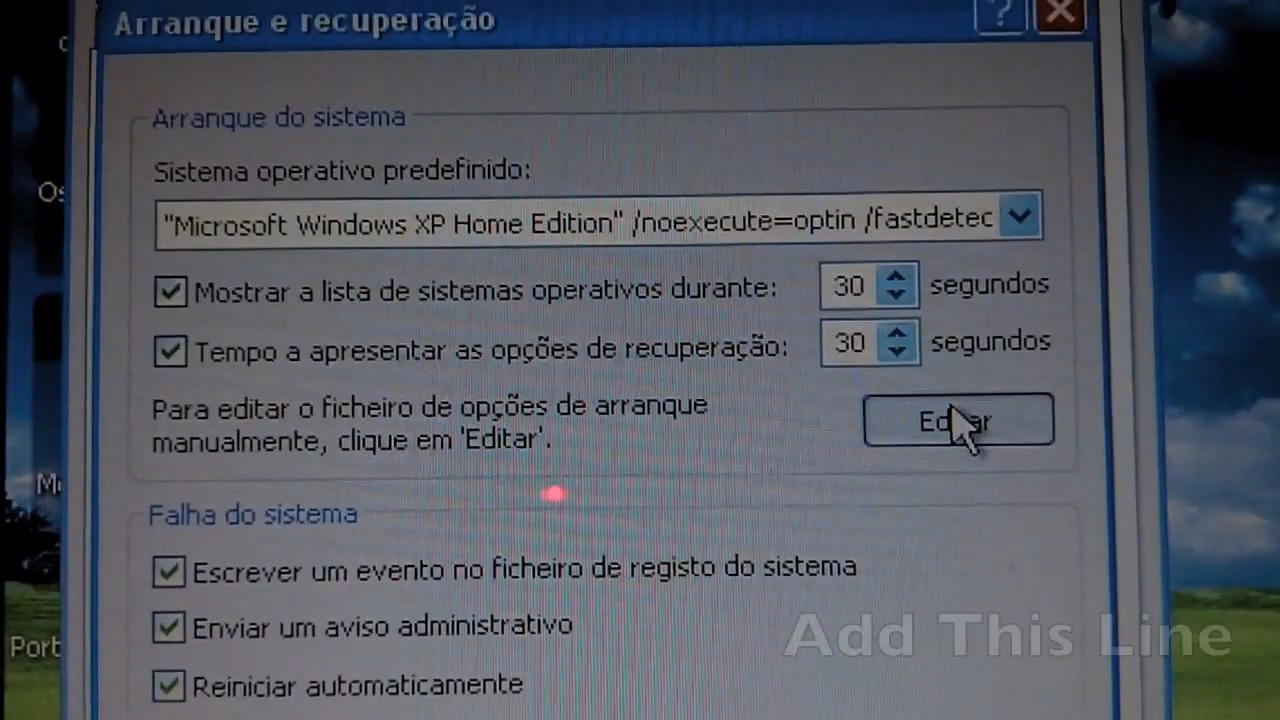 Arranque e recuperação
Arranque do sistema
Sistema operativo predefinido:
"Microsoft Windows XP Home Edition" /noexecute=optin /fastdetec
Mostrar a lista de sistemas operativos durante: 30 segundos
Tempo a apresentar as opções de recuperação: 30 segundos
Para editar o ficheiro de opções de arranque
manualmente, clique em 'Editar'.
Editar
Falha do sistema
Escrever um evento no ficheiro de registo do sistema
Enviar um aviso administrativo
Reiniciar automaticamente
Port
Add This Line